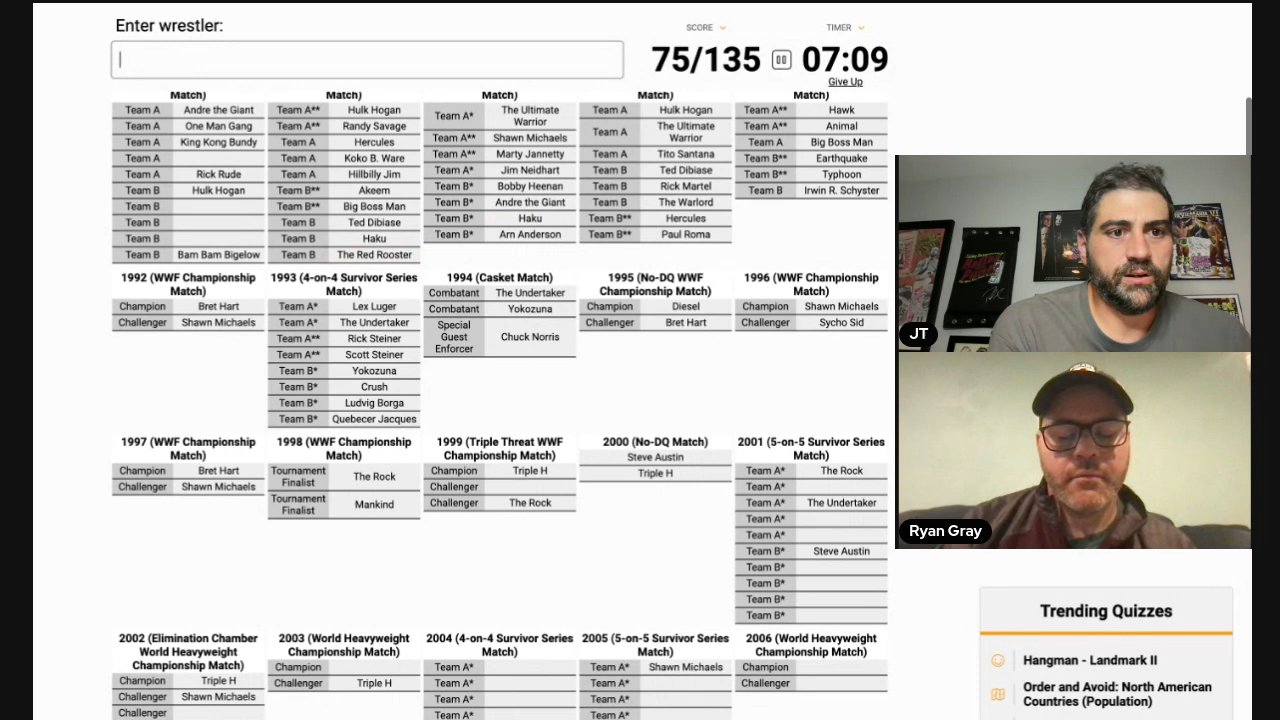 Enter wrestler:
SCORE
TIMER
75/135
07:09
Give Up
Match)
Team A Andre the Giant
Team A One Man Gang
Team A King Kong Bundy
Team A
Team A Rick Rude
Team B Hulk Hogan
Team B
Team B
Team B
Team B Bam Bam Bigelow
Match)
Team A** Hulk Hogan
Team A** Randy Savage
Team A Hercules
Team A Koko B. Ware
Team A Hillbilly Jim
Team B** Akeem
Team B** Big Boss Man
Team B Ted Dibiase
Team B Haku
Team B The Red Rooster
Match)
Team A* The Ultimate
Warrior
Team A** Shawn Michaels
Team A** Marty Jannetty
Team A* Jim Neidhart
Team B* Bobby Heenan
Team B* Andre the Giant
Team B* Haku
Team B* Arn Anderson
Match)
Team A Hulk Hogan
Team A The Ultimate
Warrior
Team A Tito Santana
Team B Ted Dibiase
Team B Rick Martel
Team B The Warlord
Team B** Hercules
Team B** Paul Roma
Match)
Team A** Hawk
Team A** Animal
Team A Big Boss Man
Team B** Earthquake
Team B** Typhoon
Team B Irwin R. Schyster
1992 (WWF Championship
Match)
Champion Bret Hart
Challenger Shawn Michaels
1993 (4-on-4 Survivor Series
Match)
Team A* Lex Luger
Team A* The Undertaker
Team A** Rick Steiner
Team A** Scott Steiner
Team B* Yokozuna
Team B* Crush
Team B* Ludvig Borga
Team B* Quebecer Jacques
1994 (Casket Match)
Combatant The Undertaker
Combatant Yokozuna
Special
Guest
Enforcer
Chuck Norris
1995 (No-DQ WWF
Championship Match)
Champion Diesel
Challenger Bret Hart
1996 (WWF Championship
Match)
Champion Shawn Michaels
Challenger Sycho Sid
1997 (WWF Championship
Match)
Champion Bret Hart
Challenger Shawn Michaels
1998 (WWF Championship
Match)
Tournament
Finalist
The Rock
Tournament
Finalist
Mankind
1999 (Triple Threat WWF
Championship Match)
Champion Triple H
Challenger
Challenger The Rock
2000 (No-DQ Match)
Steve Austin
Triple H
2001 (5-on-5 Survivor Series
Match)
Team A* The Rock
Team A*
Team A* The Undertaker
Team A*
Team A*
Team B* Steve Austin
Team B*
Team B*
Team B*
Team B*
2002 (Elimination Chamber
World Heavyweight
Championship Match)
Champion Triple H
Challenger Shawn Michaels
Challenger
2003 (World Heavyweight
Championship Match)
Champion
Challenger Triple H
2004 (4-on-4 Survivor Series
Match)
Team A*
Team A*
Team A*
Team A*
2005 (5-on-5 Survivor Series
Match)
Team A* Shawn Michaels
Team A*
Team A*
Team A*
2006 (World Heavyweight
Championship Match)
Champion
Challenger
JT
Ryan Gray
Trending Quizzes
Hangman - Landmark II
Order and Avoid: North American
Countries (Population)